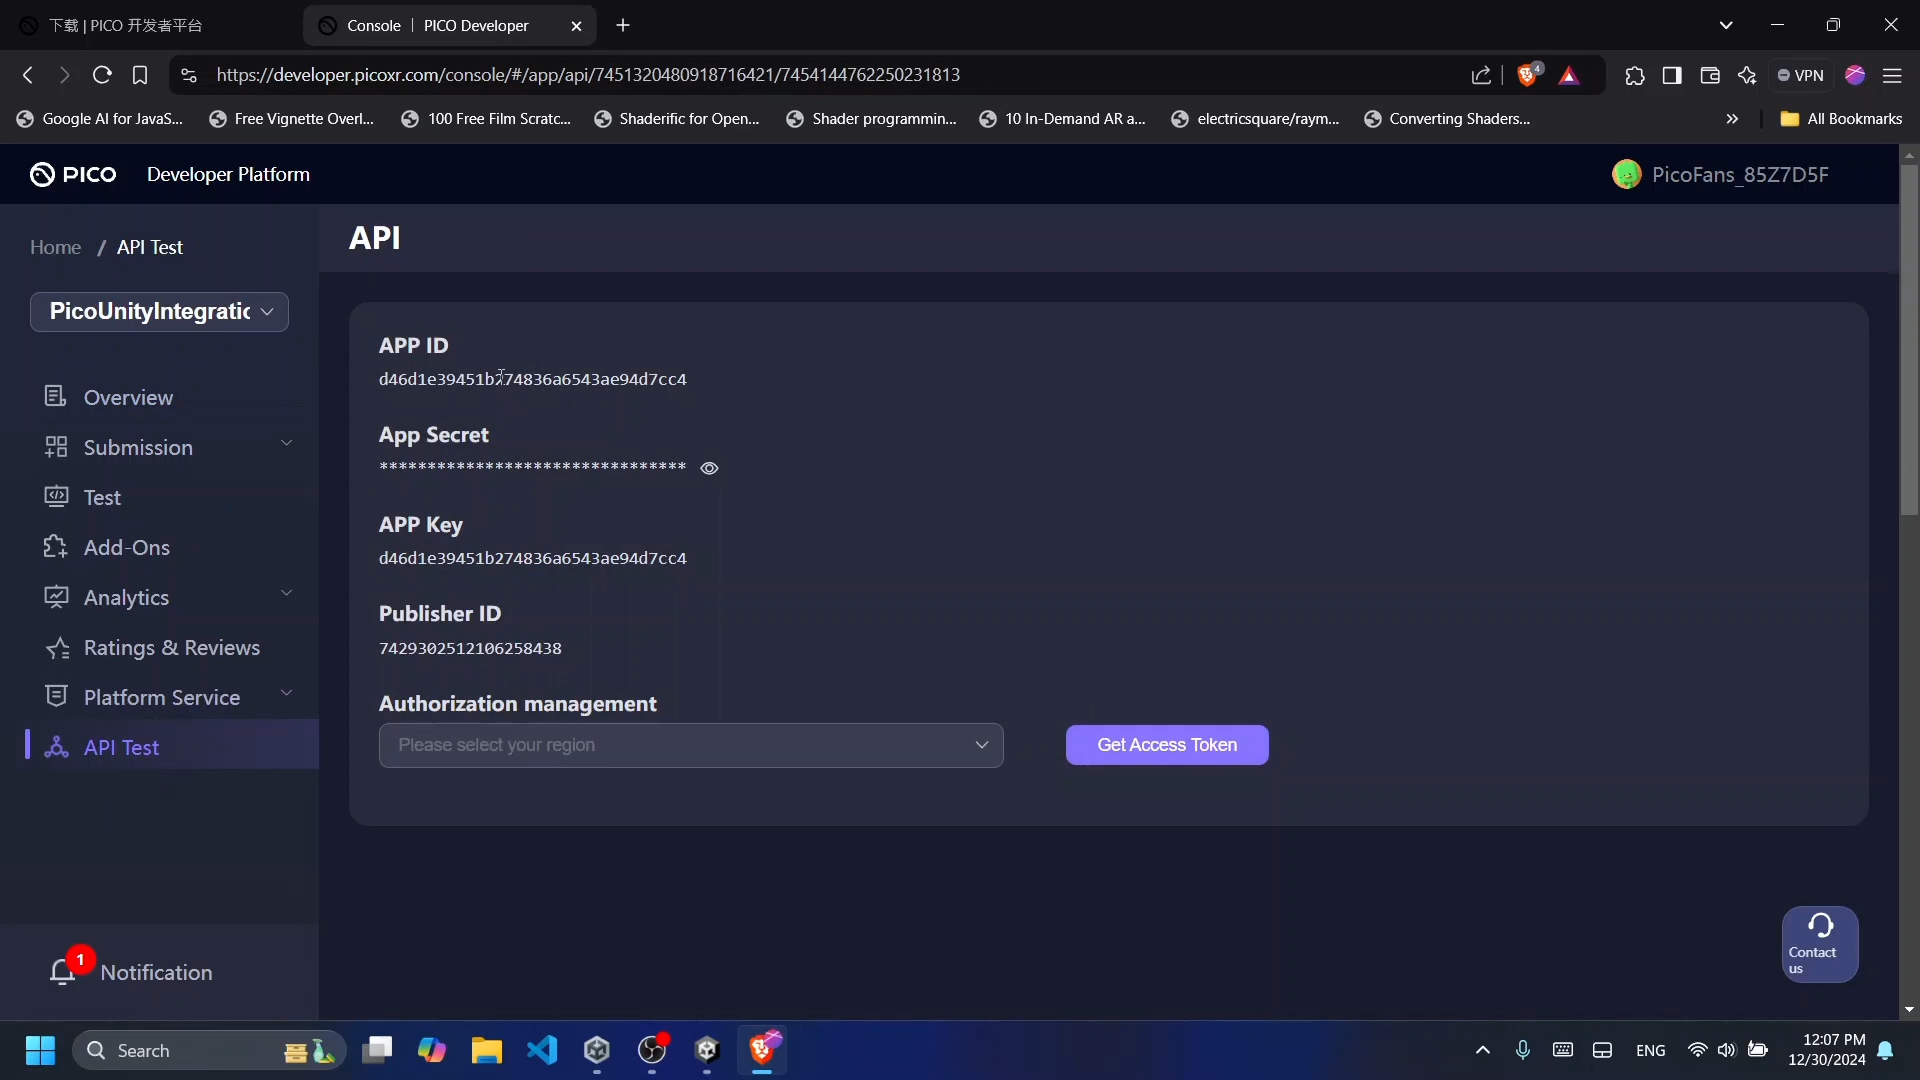 下载 | PICO 开发者平台
Console | PICO Developer
https://developer.picoxr.com/console/#/app/api/7451320480918716421/7454144762250231813
4
VPN
Google AI for JavaS...
Free Vignette Overl...
100 Free Film Scratc...
Shaderific for Open...
Shader programmin...
10 In-Demand AR a...
electricsquare/raym...
Converting Shaders...
All Bookmarks
PICO
Developer Platform
PicoFans_85Z7D5F
Home / API Test
PicoUnityIntegratic
Overview
Submission
Test
Add-Ons
Analytics
Ratings & Reviews
Platform Service
API Test
1
Notification
API
APP ID
d46d1e39451b274836a6543ae94d7cc4
App Secret
********************************
APP Key
d46d1e39451b274836a6543ae94d7cc4
Publisher ID
7429302512106258438
Authorization management
Please select your region
Get Access Token
Contact
us
Search
ENG
12:07 PM
12/30/2024